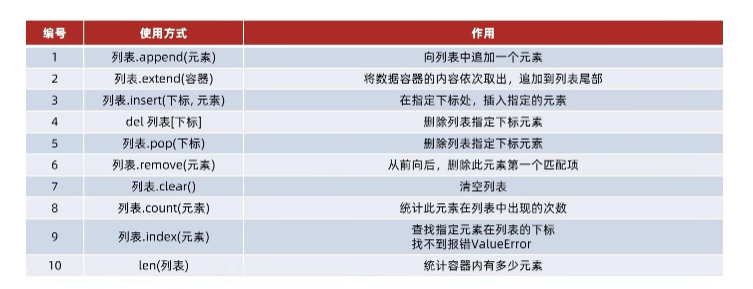 编号 使用方式 作用
1 列表.append(元素) 向列表中追加一个元素
2 列表.extend(容器) 将数据容器的内容依次取出，追加到列表尾部
3 列表.insert(下标, 元素) 在指定下标处，插入指定的元素
4 del 列表[下标] 删除列表指定下标元素
5 列表.pop(下标) 删除列表指定下标元素
6 列表.remove(元素) 从前向后，删除此元素第一个匹配项
7 列表.clear() 清空列表
8 列表.count(元素) 统计此元素在列表中出现的次数
9 列表.index(元素) 查找指定元素在列表的下标
找不到报错ValueError
10 len(列表) 统计容器内有多少元素